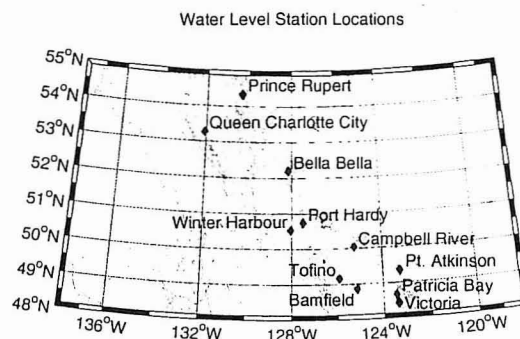 Water Level Station Locations
55°N
54°N
53°N
52°N
51°N
50°N
49°N
48°N
Prince Rupert
Queen Charlotte City
Bella Bella
Winter Harbour
Port Hardy
Campbell River
Tofino
Pt. Atkinson
Bamfield
Patricia Bay
Victoria
136°W
132°W
128°W
124°W
120°W